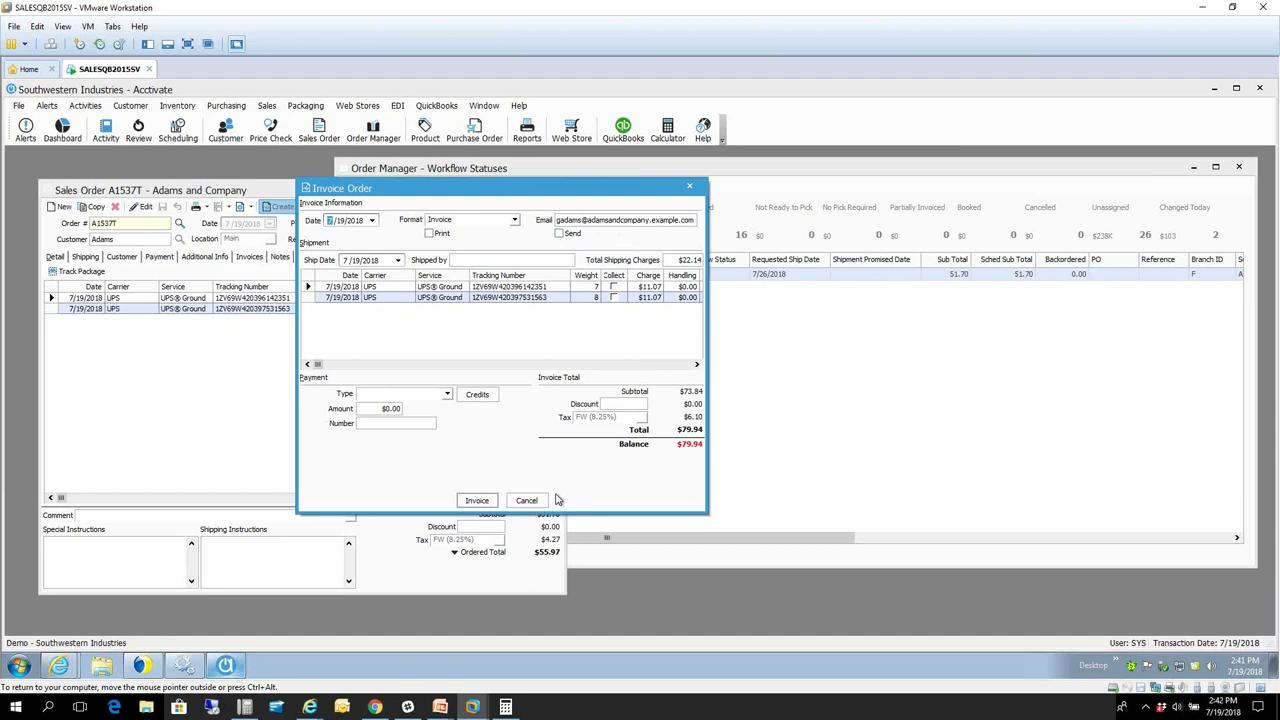 SALESQB2015SV - VMware Workstation
File Edit View VM Tabs Help
Home SALESQB2015SV
Southwestern Industries - Acctivate
File Alerts Activities Customer Inventory Purchasing Sales Packaging Web Stores EDI QuickBooks Window Help
Alerts Dashboard Activity Review Scheduling Customer Price Check Sales Order Order Manager Product Purchase Order Reports Web Store QuickBooks Calculator Help
Order Manager - Workflow Statuses
Not Ready to Pick No Pick Required Partially Invoiced Booked Cancelled Unassigned Changed Today
16 $0 0 $0 0 $0 0 $0 0 $238K 26 $103 2
w Status Requested Ship Date Shipment Promised Date Sub Total Sched Sub Total Backordered PO Reference Branch ID
7/26/2018 51.70 51.70 0.00 F A
Sales Order A1537T - Adams and Company
New Copy Edit Create
Order # A1537T Date 7/19/2018
Customer Adams Location Main
Detail Shipping Customer Payment Additional Info Invoices Notes
Track Package
Date Carrier Service Tracking Number
7/19/2018 UPS UPS® Ground 1ZV69W420396142351
7/19/2018 UPS UPS® Ground 1ZV69W420397531563
Comment
Special Instructions Shipping Instructions
Discount $0.00
Tax FW (8.25%) $4.27
Ordered Total $55.97
Invoice Order
Invoice Information
Date 7/19/2018 Format Invoice Email gadams@adamsandcompany.example.com
Print Send
Shipment
Ship Date 7/19/2018 Shipped by Total Shipping Charges $22.14
Date Carrier Service Tracking Number Weight Collect Charge Handling
7/19/2018 UPS UPS® Ground 1ZV69W420396142351 7 $11.07 $0.00
7/19/2018 UPS UPS® Ground 1ZV69W420397531563 8 $11.07 $0.00
Payment Invoice Total
Type Credits Subtotal $73.84
Amount $0.00 Discount $0.00
Number Tax FW (8.25%) $6.10
Total $79.94
Balance $79.94
Invoice Cancel
Demo - Southwestern Industries User: SYS Transaction Date: 7/19/2018
Desktop 2:41 PM
7/19/2018
To return to your computer, move the mouse pointer outside or press Ctrl+Alt.
2:42 PM
7/19/2018